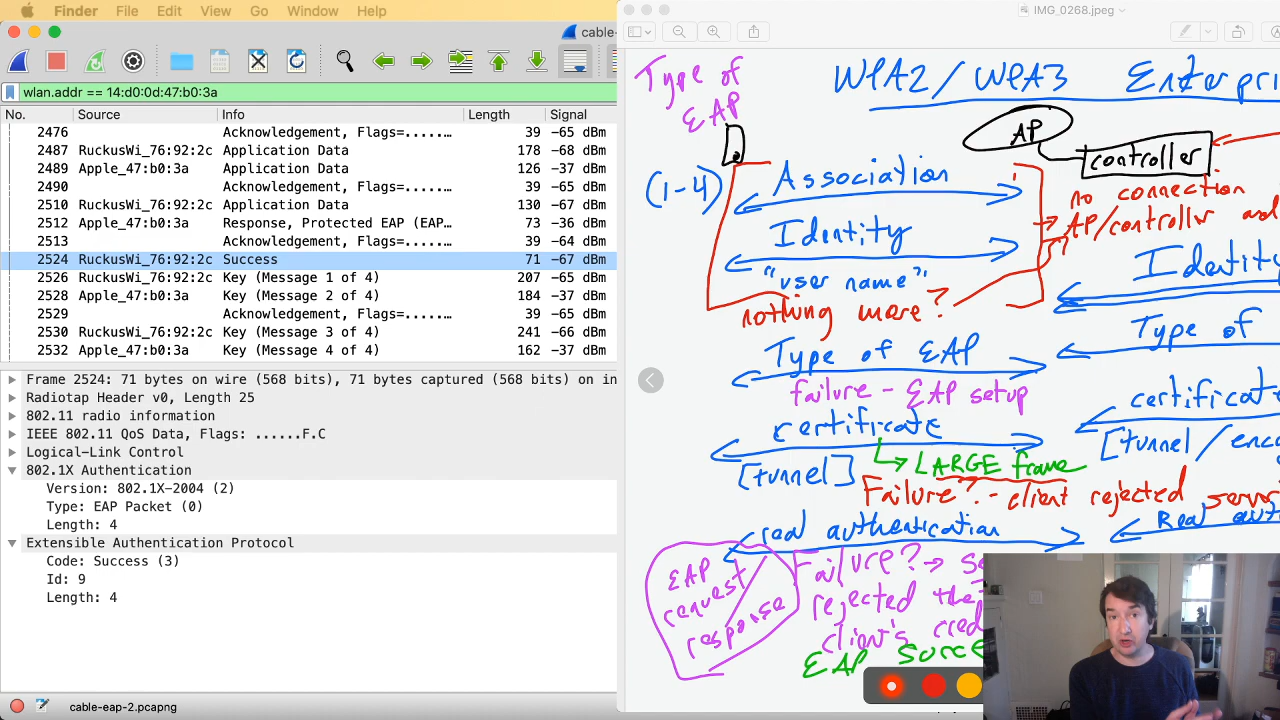 Finder File Edit View Go Window Help
cable-
wlan.addr == 14:d0:0d:47:b0:3a
No. Source Info Length Signal
2476 Acknowledgement, Flags=......… 39 -65 dBm
2487 RuckusWi_76:92:2c Application Data 178 -68 dBm
2489 Apple_47:b0:3a Application Data 126 -37 dBm
2490 Acknowledgement, Flags=......… 39 -65 dBm
2510 RuckusWi_76:92:2c Application Data 130 -67 dBm
2512 Apple_47:b0:3a Response, Protected EAP (EAP… 73 -36 dBm
2513 Acknowledgement, Flags=......… 39 -64 dBm
2524 RuckusWi_76:92:2c Success 71 -67 dBm
2526 RuckusWi_76:92:2c Key (Message 1 of 4) 207 -65 dBm
2528 Apple_47:b0:3a Key (Message 2 of 4) 184 -37 dBm
2529 Acknowledgement, Flags=......… 39 -65 dBm
2530 RuckusWi_76:92:2c Key (Message 3 of 4) 241 -66 dBm
2532 Apple_47:b0:3a Key (Message 4 of 4) 162 -37 dBm
Frame 2524: 71 bytes on wire (568 bits), 71 bytes captured (568 bits) on in
Radiotap Header v0, Length 25
802.11 radio information
IEEE 802.11 QoS Data, Flags: ......F.C
Logical-Link Control
802.1X Authentication
Version: 802.1X-2004 (2)
Type: EAP Packet (0)
Length: 4
Extensible Authentication Protocol
Code: Success (3)
Id: 9
Length: 4
cable-eap-2.pcapng
IMG_0268.jpeg
Type of
EAP
WPA2/WPA3 Enterpri
AP
controller
(1-4)
Association
no connection
AP/controller and
Identity
"user name"
nothing more?
Identity
Type of EAP
Type of
failure - EAP setup
certificate
certificate
[tunnel]
LARGE frame
[tunnel/enc
Failure? - client rejected server
real authentication
Real aut
EAP
request
response
Failure? → se
rejected the
client's cred
EAP Succe